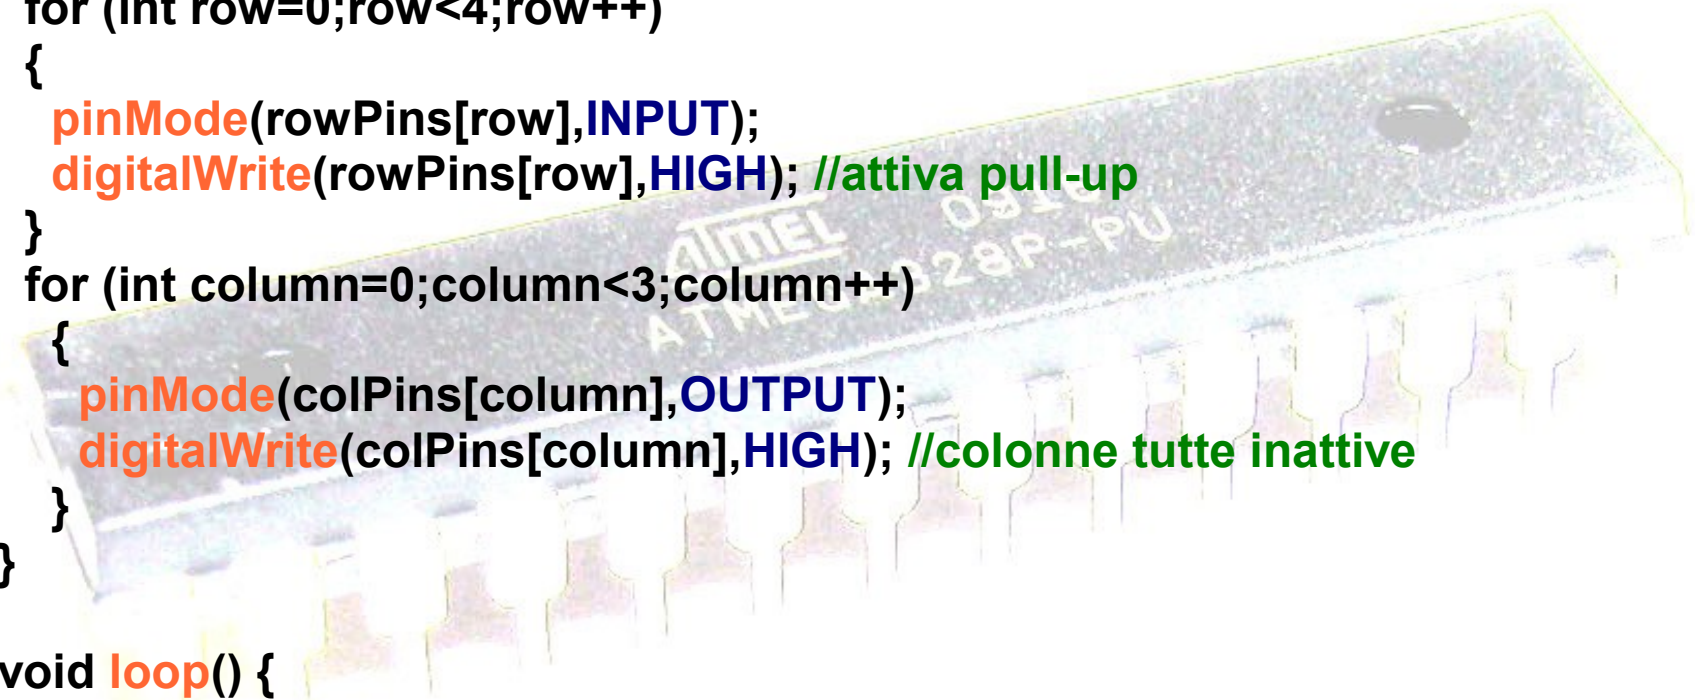 for (int row=0;row<4;row++)
{
pinMode(rowPins[row],INPUT);
digitalWrite(rowPins[row],HIGH); //attiva pull-up
}
for (int column=0;column<3;column++)
{
pinMode(colPins[column],OUTPUT);
digitalWrite(colPins[column],HIGH); //colonne tutte inattive
}
}
void loop() {
ATMEL